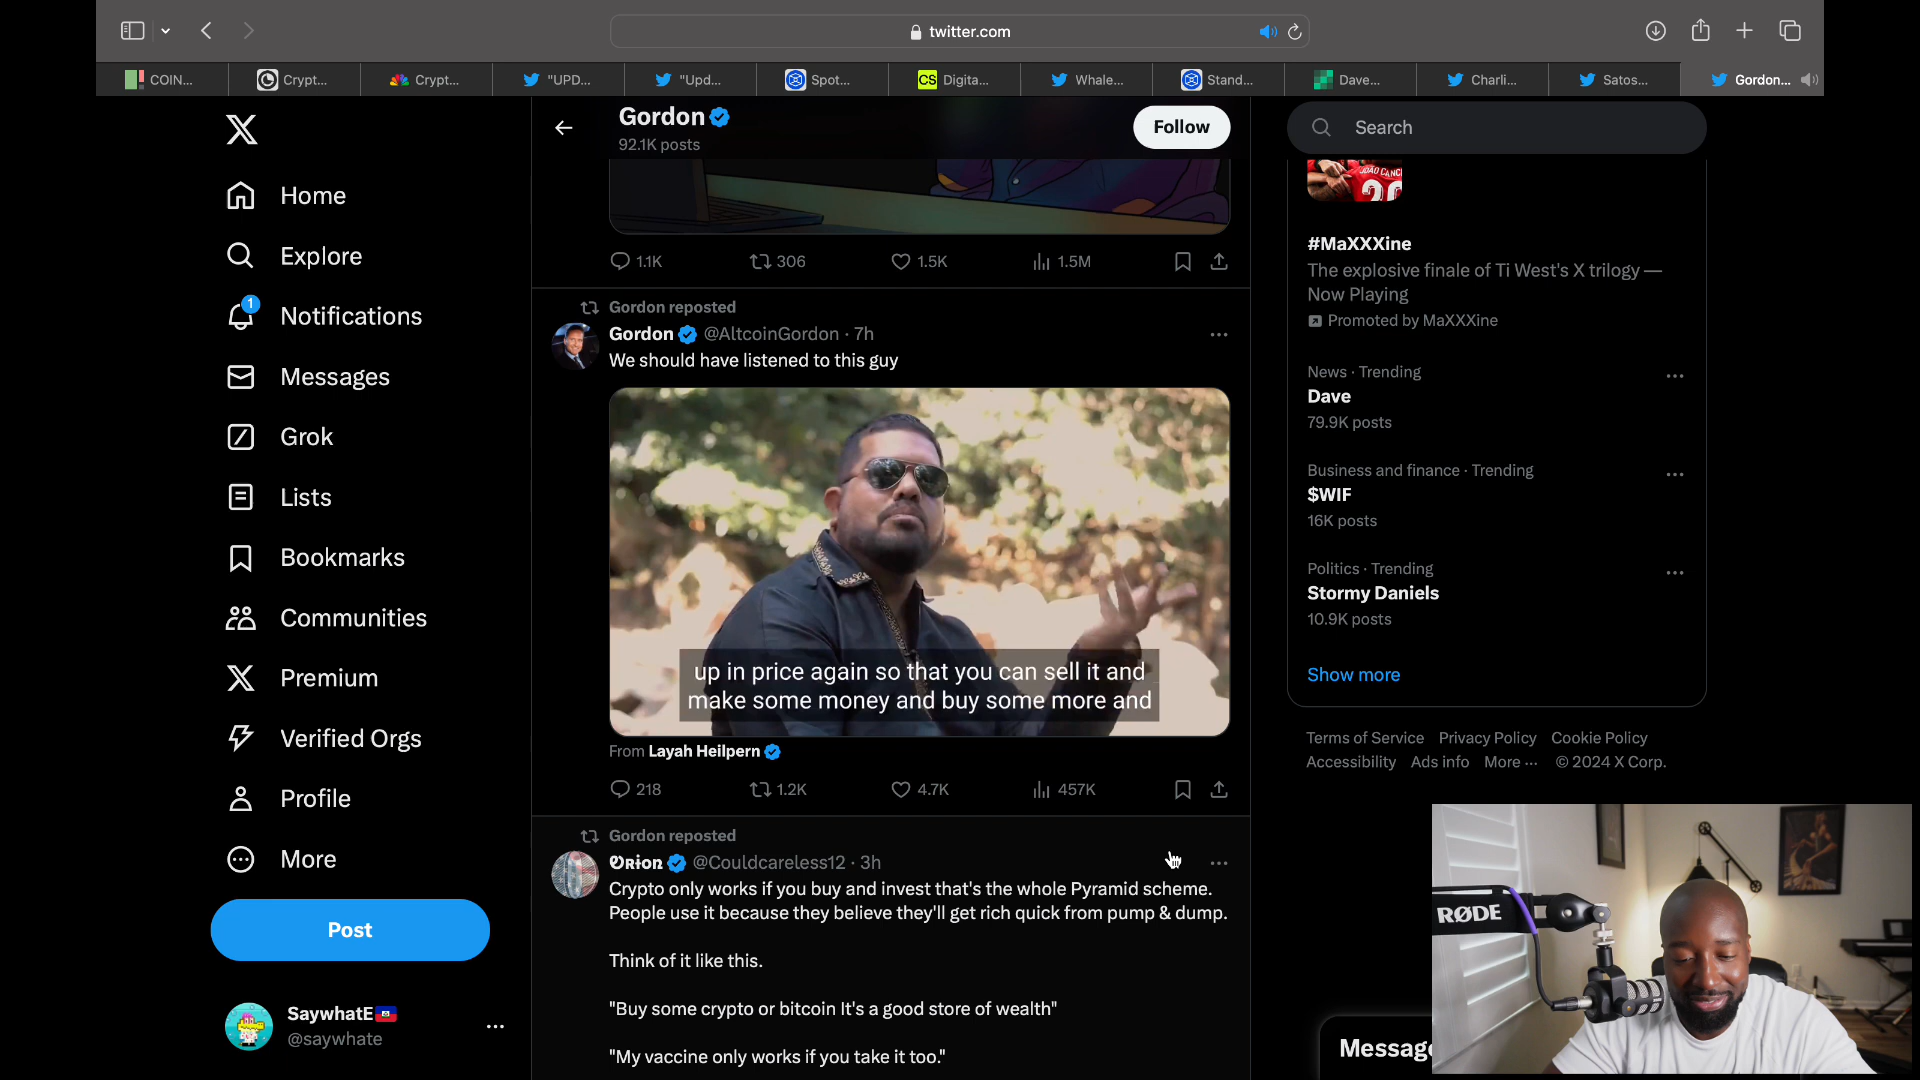 twitter.com
COIN...
Crypt...
Crypt...
"UPD...
"Upd...
Spot...
CS
Digita...
Whale...
Stand...
Dave...
Charli...
Satos...
Gordon...
Gordon
92.1K posts
Follow
Search
JOAO CANC
20
Home
Explore
1
Notifications
Messages
Grok
Lists
Bookmarks
Communities
Premium
Verified Orgs
Profile
More
Post
SaywhatE
@saywhate
1.1K
306
1.5K
1.5M
Gordon reposted
Gordon @AltcoinGordon · 7h
We should have listened to this guy
up in price again so that you can sell it and
make some money and buy some more and
From Layah Heilpern
218
1.2K
4.7K
457K
Gordon reposted
Orion @Couldcareless12 · 3h
Crypto only works if you buy and invest that's the whole Pyramid scheme.
People use it because they believe they'll get rich quick from pump & dump.
Think of it like this.
"Buy some crypto or bitcoin It's a good store of wealth"
"My vaccine only works if you take it too."
#MaXXXine
The explosive finale of Ti West's X trilogy —
Now Playing
Promoted by MaXXXine
News · Trending
Dave
79.9K posts
Business and finance · Trending
$WIF
16K posts
Politics · Trending
Stormy Daniels
10.9K posts
Show more
Terms of Service Privacy Policy Cookie Policy
Accessibility Ads info More ··· © 2024 X Corp.
RØDE
Message